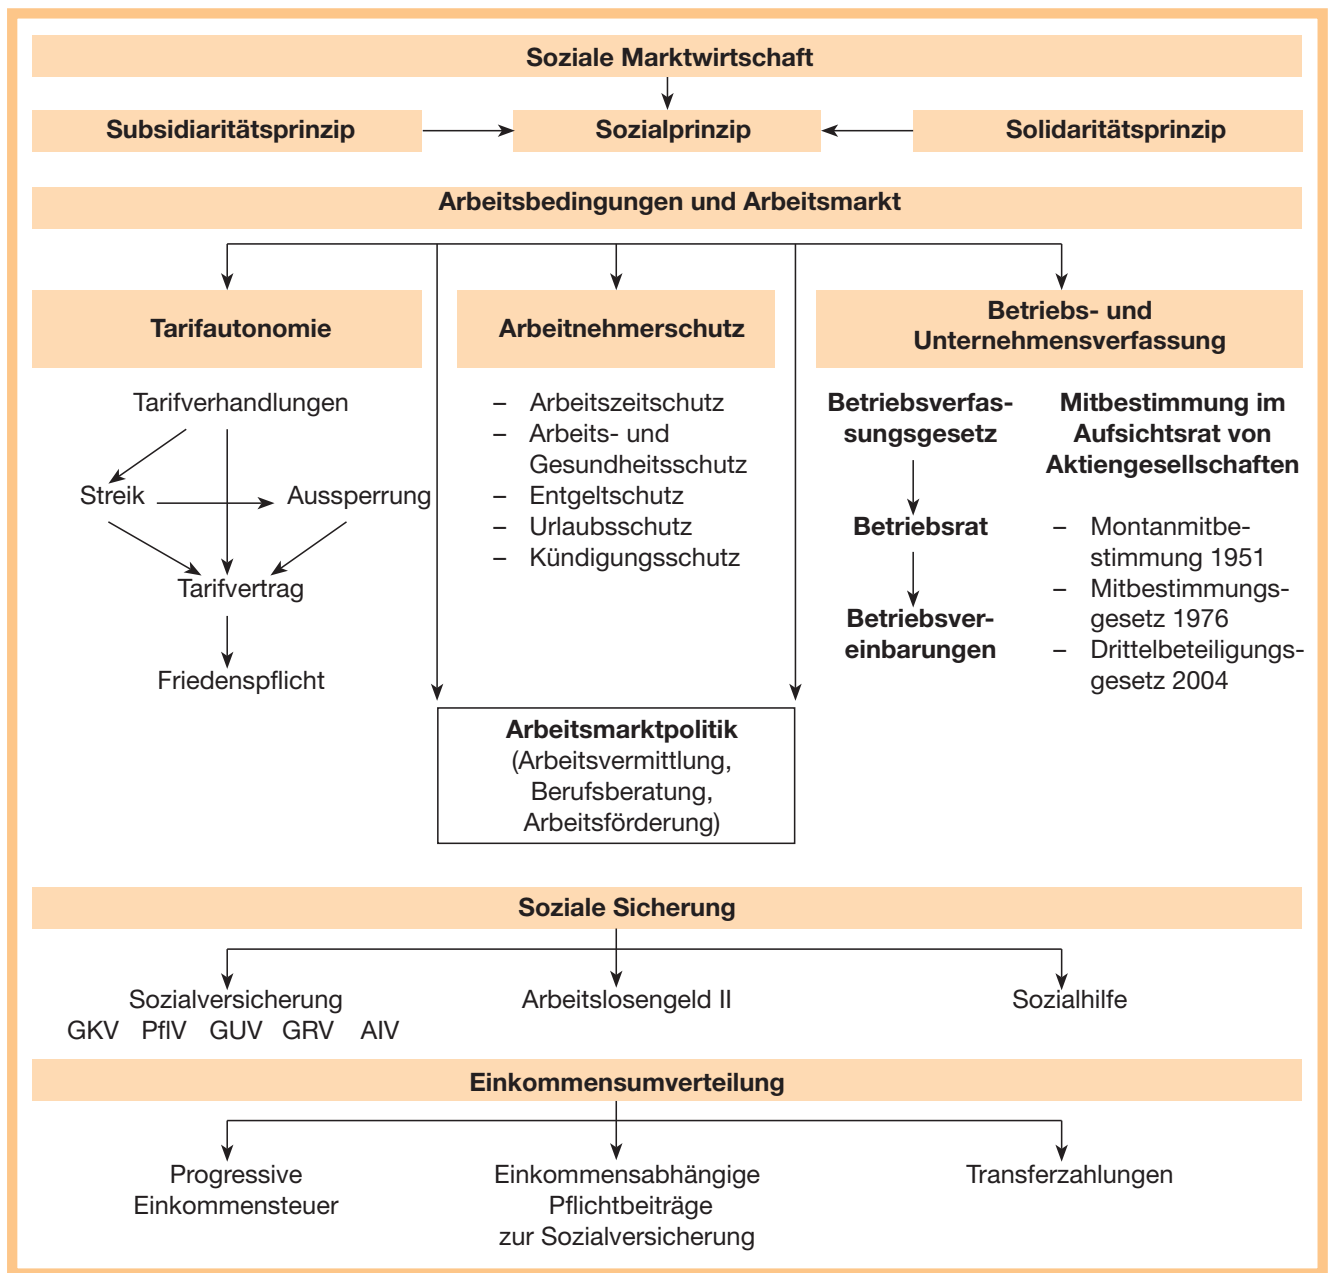 Soziale Marktwirtschaft
Subsidiaritätsprinzip
Sozialprinzip
Solidaritätsprinzip
Arbeitsbedingungen und Arbeitsmarkt
Tarifautonomie
Tarifverhandlungen
Streik
Aussperrung
Tarifvertrag
Friedenspflicht
Arbeitnehmerschutz
– Arbeitszeitschutz
– Arbeits- und
Gesundheitsschutz
– Entgeltschutz
– Urlaubsschutz
– Kündigungsschutz
Betriebs- und
Unternehmensverfassung
Betriebsverfas-
sungsgesetz
Betriebsrat
Betriebsver-
einbarungen
Mitbestimmung im
Aufsichtsrat von
Aktiengesellschaften
– Montanmitbe-
stimmung 1951
– Mitbestimmungs-
gesetz 1976
– Drittelbeteiligungs-
gesetz 2004
Arbeitsmarktpolitik
(Arbeitsvermittlung,
Berufsberatung,
Arbeitsförderung)
Soziale Sicherung
Sozialversicherung
GKV PflV GUV GRV AlV
Arbeitslosengeld II
Sozialhilfe
Einkommensumverteilung
Progressive
Einkommensteuer
Einkommensabhängige
Pflichtbeiträge
zur Sozialversicherung
Transferzahlungen